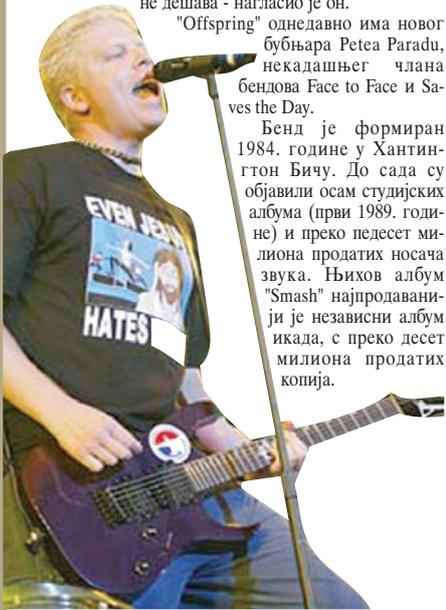 не дешава - нагласио је он.
"Offspring" однедавно има новог
бубњара Petea Paradu,
некадашњег члана
бендова Face to Face и Sa-
ves the Day.
Бенд је формиран
1984. године у Хантин-
гтон Бичу. До сада су
објавили осам студијских
албума (први 1989. годи-
не) и преко педесет ми-
лиона продатих носача
звука. Њихов албум
"Smash" најпродавани-
ји је независни албум
икада, с преко десет
милиона продатих
копија.
EVEN JESUS
HATES